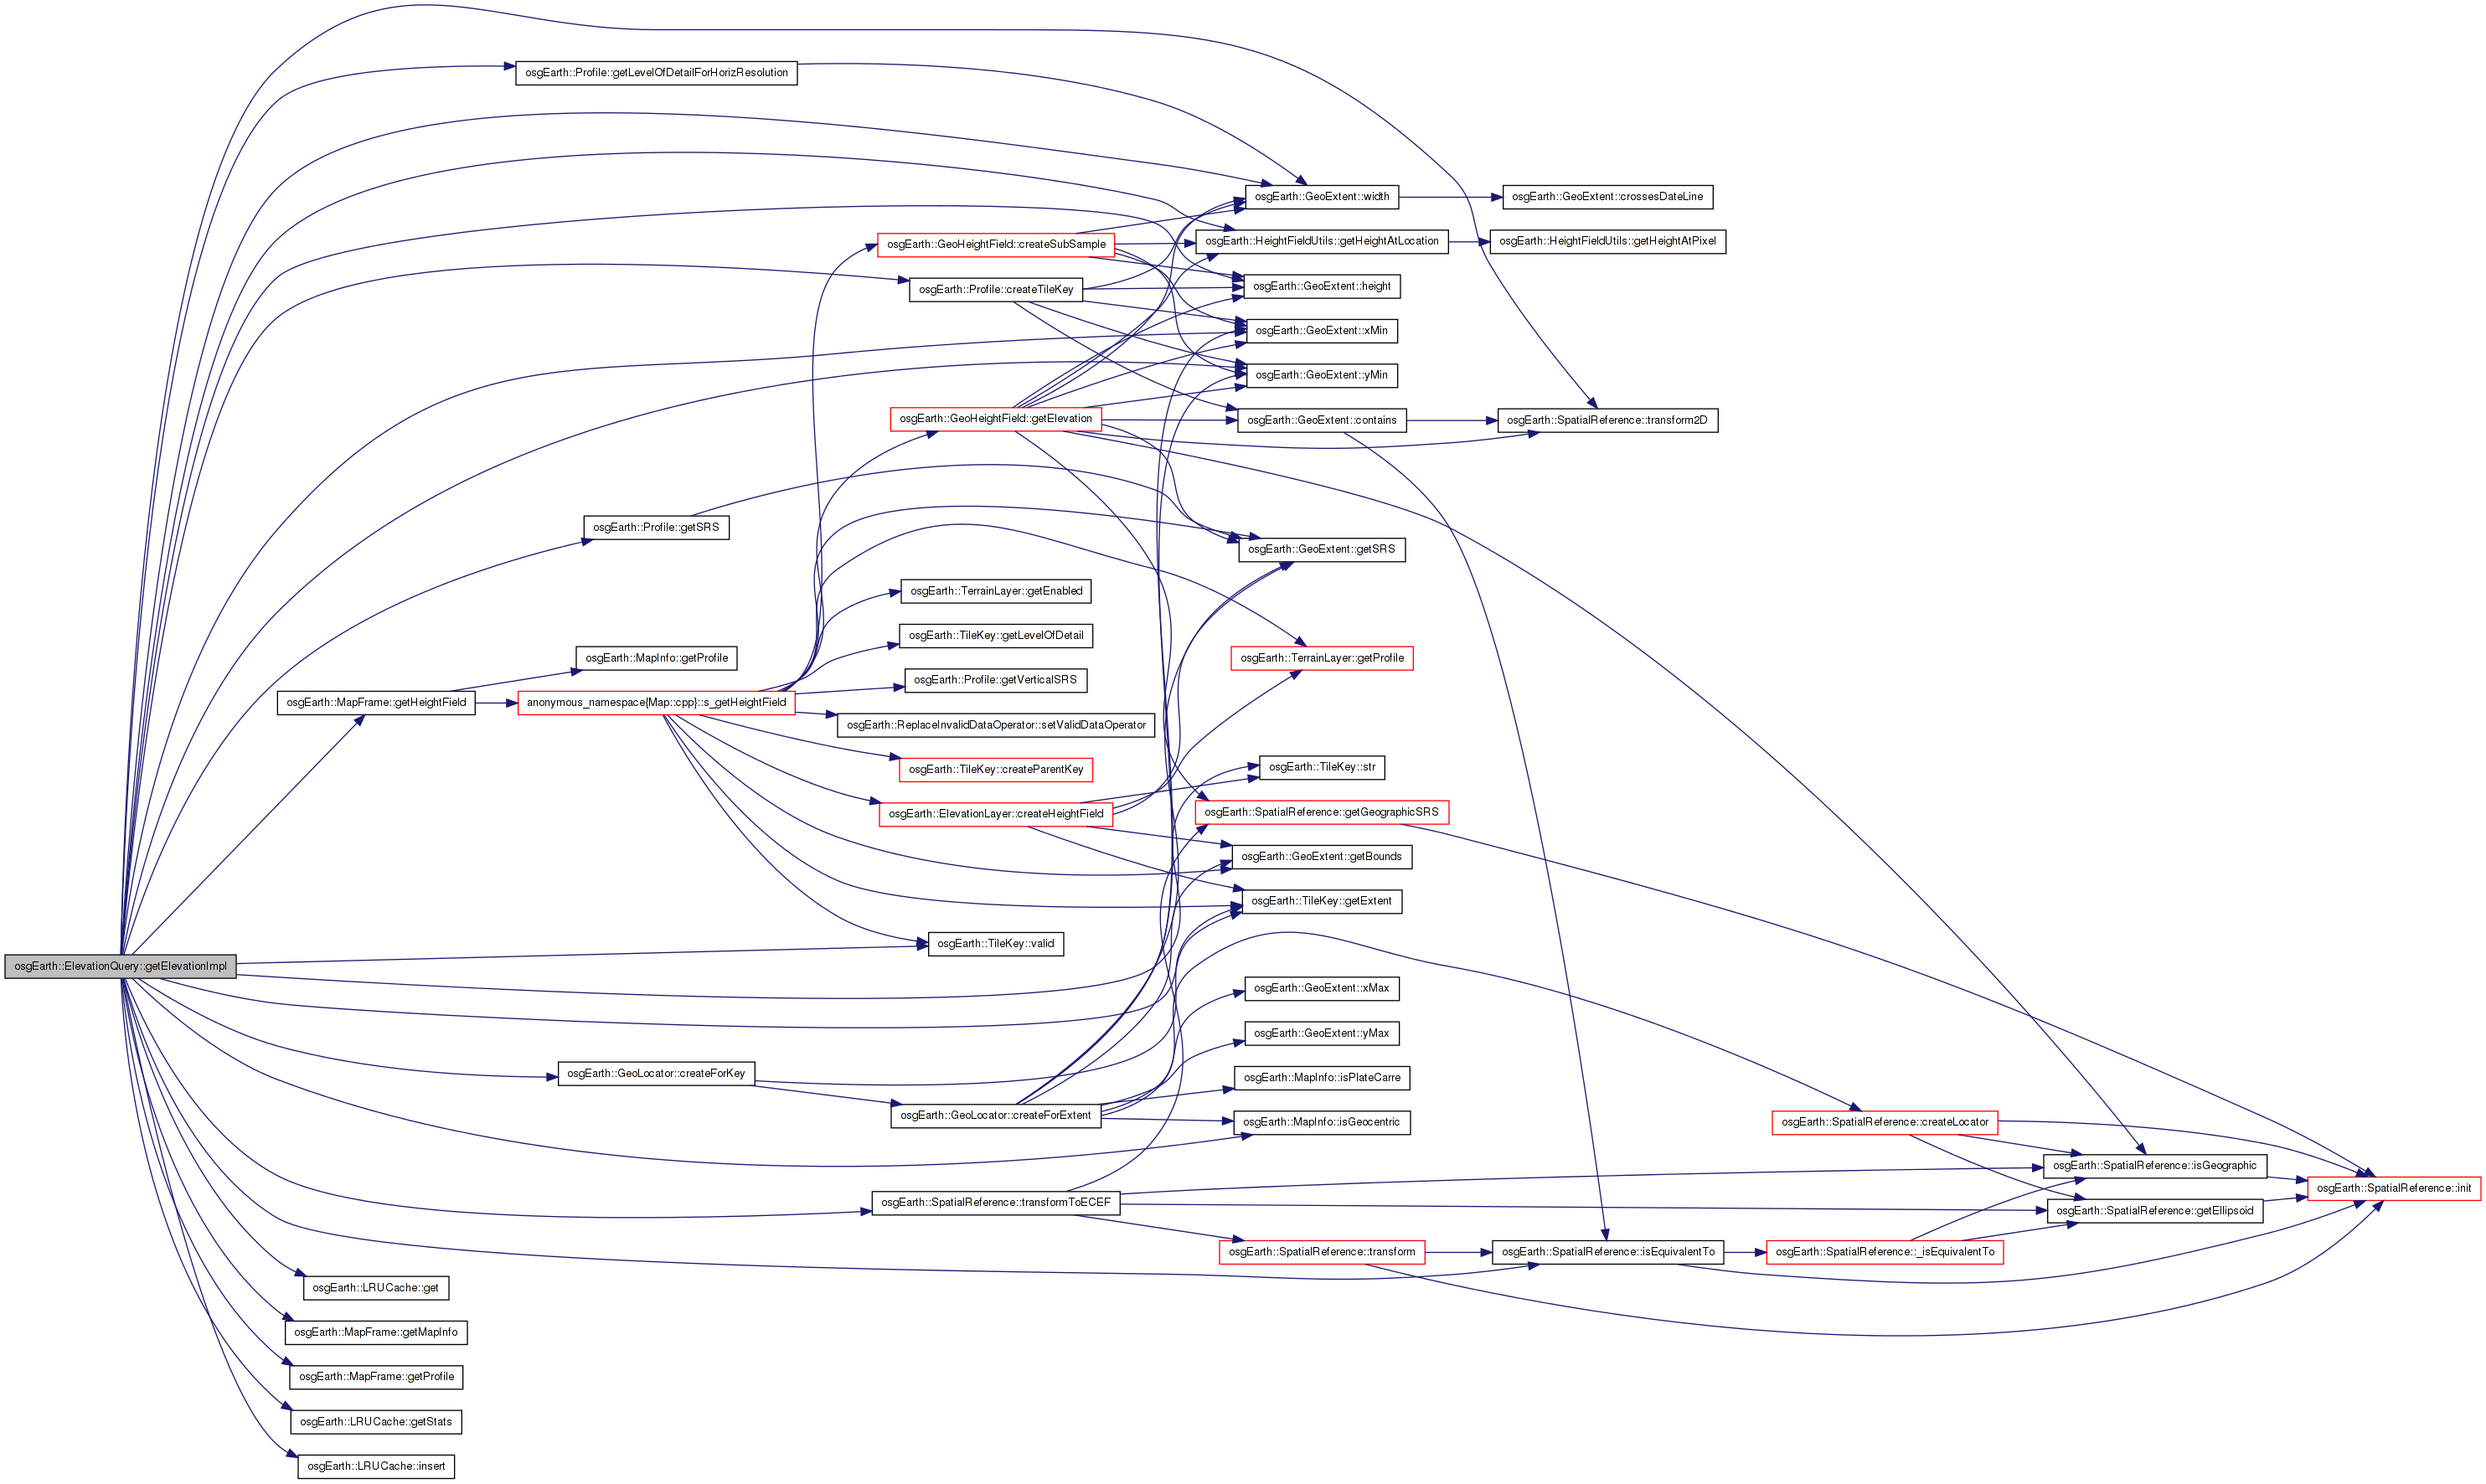 osgEarth::Profile::getLevelOfDetailForHorizResolution
osgEarth::GeoExtent::width
osgEarth::GeoExtent::crossesDateLine
osgEarth::GeoHeightField::createSubSample
osgEarth::HeightFieldUtils::getHeightAtLocation
osgEarth::HeightFieldUtils::getHeightAtPixel
osgEarth::Profile::createTileKey
osgEarth::GeoExtent::height
osgEarth::GeoExtent::xMin
osgEarth::GeoExtent::yMin
osgEarth::GeoHeightField::getElevation
osgEarth::GeoExtent::contains
osgEarth::SpatialReference::transform2D
osgEarth::Profile::getSRS
osgEarth::GeoExtent::getSRS
osgEarth::TerrainLayer::getEnabled
osgEarth::TileKey::getLevelOfDetail
osgEarth::MapInfo::getProfile
osgEarth::TerrainLayer::getProfile
osgEarth::Profile::getVerticalSRS
osgEarth::MapFrame::getHeightField
anonymous_namespace{Map::cpp}::s_getHeightField
osgEarth::ReplaceInvalidDataOperator::setValidDataOperator
osgEarth::TileKey::createParentKey
osgEarth::TileKey::str
osgEarth::ElevationLayer::createHeightField
osgEarth::SpatialReference::getGeographicSRS
osgEarth::GeoExtent::getBounds
osgEarth::TileKey::getExtent
osgEarth::TileKey::valid
osgEarth::ElevationQuery::getElevationImpl
osgEarth::GeoExtent::xMax
osgEarth::GeoExtent::yMax
osgEarth::GeoLocator::createForKey
osgEarth::MapInfo::isPlateCarre
osgEarth::GeoLocator::createForExtent
osgEarth::MapInfo::isGeocentric
osgEarth::SpatialReference::createLocator
osgEarth::SpatialReference::isGeographic
osgEarth::SpatialReference::init
osgEarth::SpatialReference::transformToECEF
osgEarth::SpatialReference::getEllipsoid
osgEarth::SpatialReference::transform
osgEarth::SpatialReference::isEquivalentTo
osgEarth::SpatialReference::_isEquivalentTo
osgEarth::LRUCache::get
osgEarth::MapFrame::getMapInfo
osgEarth::MapFrame::getProfile
osgEarth::LRUCache::getStats
osgEarth::LRUCache::insert